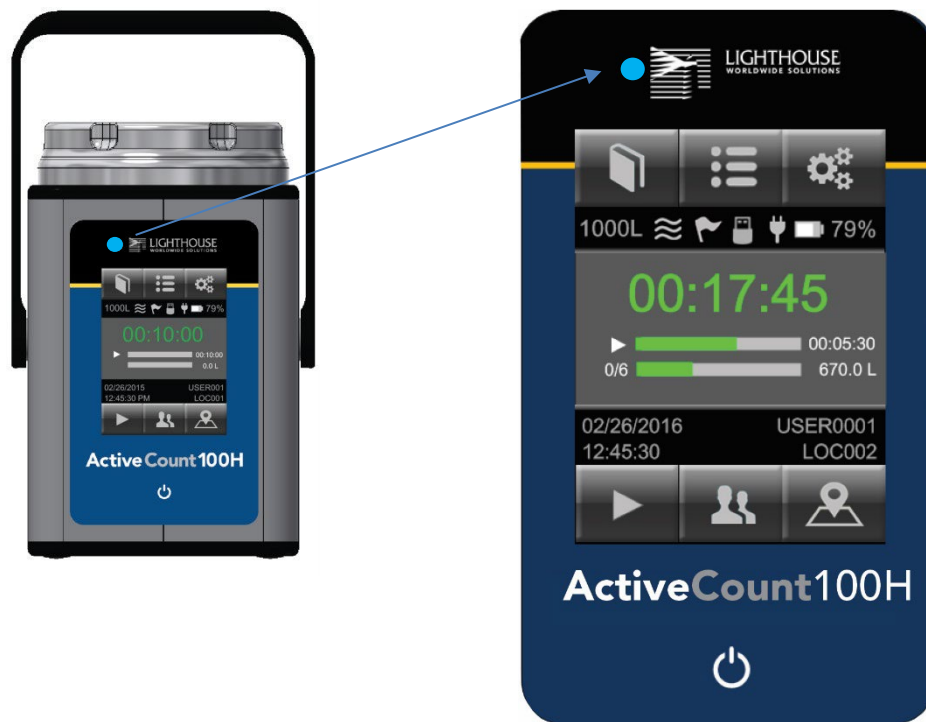 LIGHTHOUSE
WORLDWIDE SOLUTIONS
1000L 79%
00:10:00
00:10:00
0.0 L
02/26/2015 USER001
12:45:30 PM LOC001
ActiveCount100H
LIGHTHOUSE
WORLDWIDE SOLUTIONS
1000L 79%
00:17:45
00:05:30
0/6 670.0 L
02/26/2016 USER0001
12:45:30 LOC002
ActiveCount100H